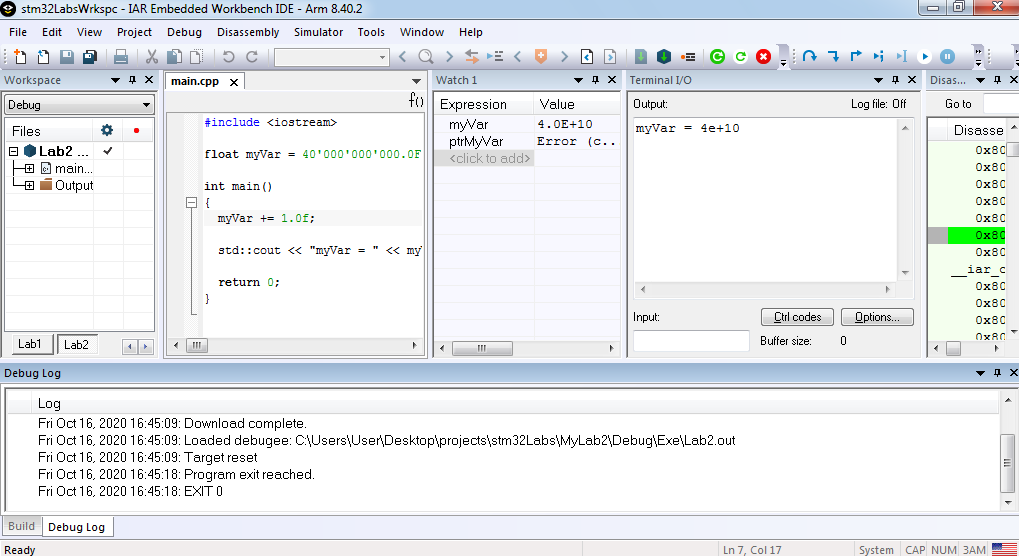 stm32LabsWrkspc - IAR Embedded Workbench IDE - Arm 8.40.2
File Edit View Project Debug Disassembly Simulator Tools Window Help
Workspace
Debug
Files
Lab2 ...
main...
Output
Lab1 Lab2
main.cpp
f()
#include <iostream>
float myVar = 40'000'000'000.0F
int main()
{
myVar += 1.0f;
std::cout << "myVar = " << my
return 0;
}
Watch 1
Expression Value
myVar 4.0E+10
ptrMyVar Error (c..
<click to add>
Terminal I/O
Output: Log file: Off
myVar = 4e+10
Input: Ctrl codes Options...
Buffer size: 0
Disas...
Go to
Disasse
0x80
0x80
0x80
0x80
0x80
0x80
0x80
__iar_c
0x80
0x80
0x80
0x80
Debug Log
Log
Fri Oct 16, 2020 16:45:09: Download complete.
Fri Oct 16, 2020 16:45:09: Loaded debugee: C:\Users\User\Desktop\projects\stm32Labs\MyLab2\Debug\Exe\Lab2.out
Fri Oct 16, 2020 16:45:09: Target reset
Fri Oct 16, 2020 16:45:18: Program exit reached.
Fri Oct 16, 2020 16:45:18: EXIT 0
Build Debug Log
Ready Ln 7, Col 17 System CAP NUM ЗАМ